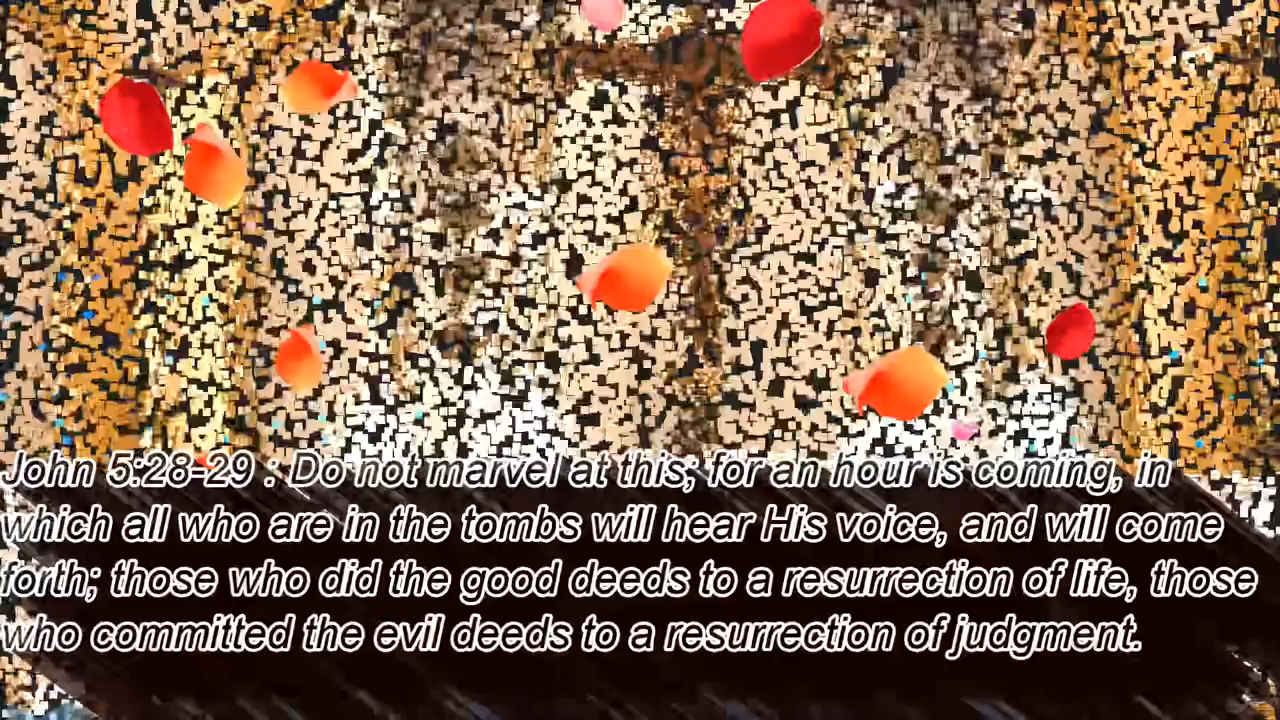 John 5:28-29 : Do not marvel at this; for an hour is coming, in
which all who are in the tombs will hear His voice, and will come
forth; those who did the good deeds to a resurrection of life, those
who committed the evil deeds to a resurrection of judgment.